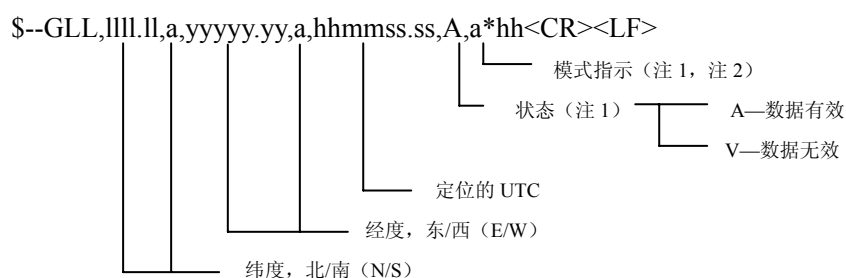 $--GLL,llll.ll,a,yyyyy.yy,a,hhmmss.ss,A,a*hh<CR><LF>
模式指示（注 1，注 2）
状态（注 1）
A—数据有效
V—数据无效
定位的 UTC
经度，东/西（E/W）
纬度，北/南（N/S）